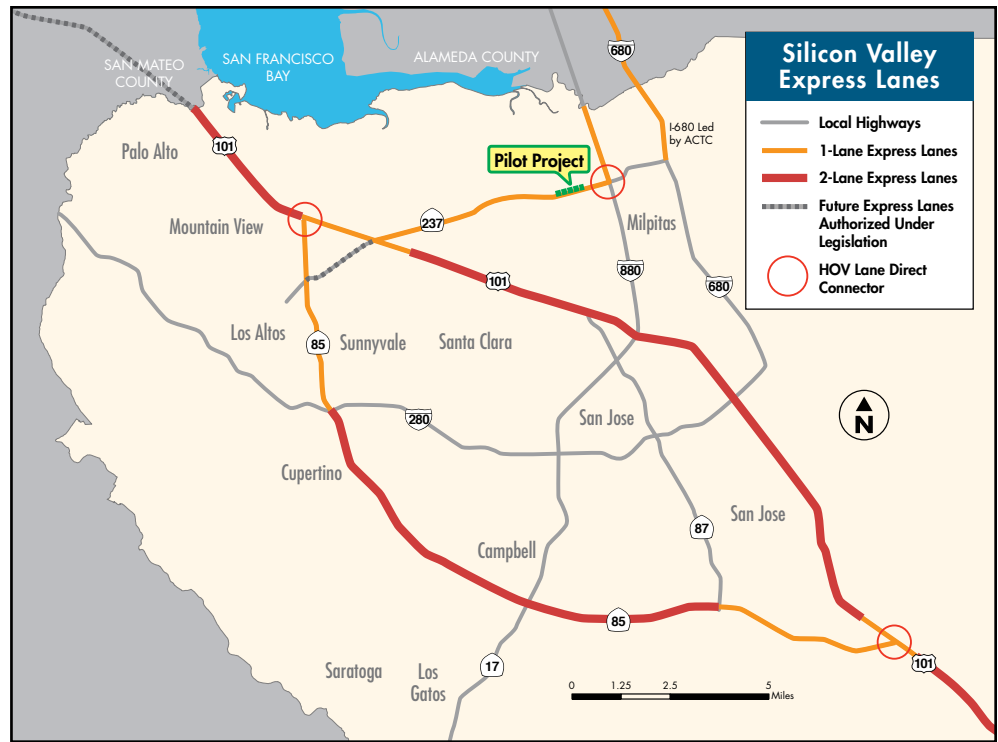 SAN MATEO
COUNTY
SAN FRANCISCO
BAY
ALAMEDA COUNTY
680
Silicon Valley
Express Lanes
Local Highways
1-Lane Express Lanes
2-Lane Express Lanes
Future Express Lanes
Authorized Under
Legislation
HOV Lane Direct
Connector
I-680 Led
by ACTC
Palo Alto
101
Pilot Project
Mountain View
237
Milpitas
880
680
101
Los Altos
85
Sunnyvale
Santa Clara
280
San Jose
N
Cupertino
San Jose
87
Campbell
85
Saratoga
Los
Gatos
17
101
0 1.25 2.5 5
Miles